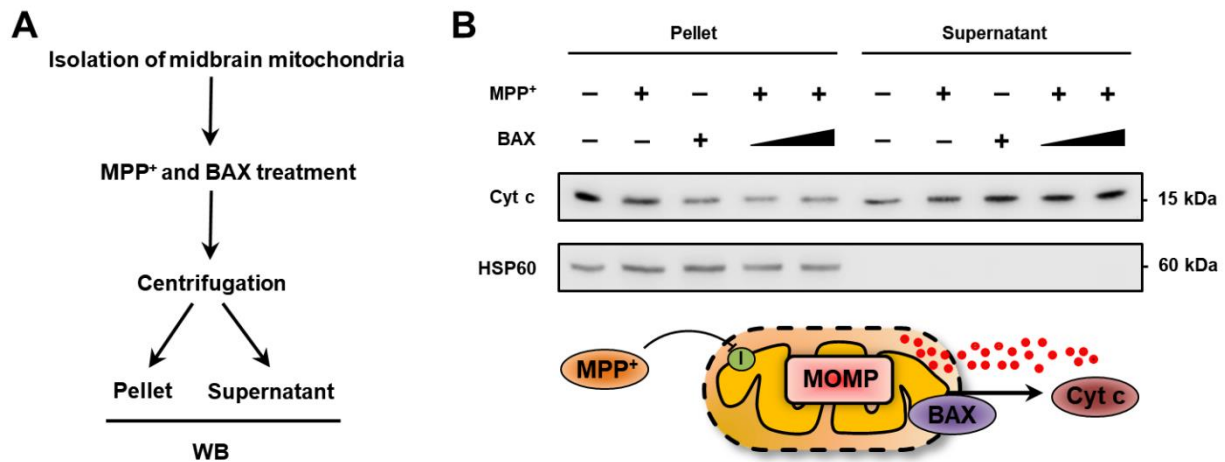 A
Isolation of midbrain mitochondria
MPP⁺ and BAX treatment
Centrifugation
Pellet Supernatant
WB
B
Pellet Supernatant
MPP⁺ − + − + + − + − + +
BAX − − + − − +
Cyt c 15 kDa
HSP60 60 kDa
MPP⁺
I
MOMP
BAX
Cyt c